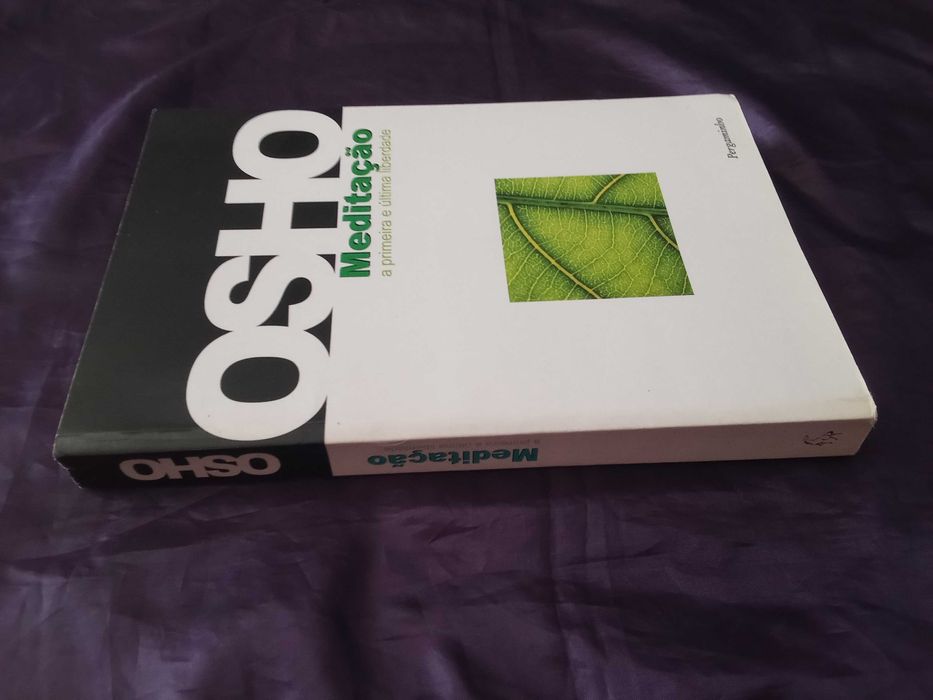 OSHO
Meditação
a primeira e última liberdade
Pergaminho
OSHO
Meditação
a primeira e última liberdade